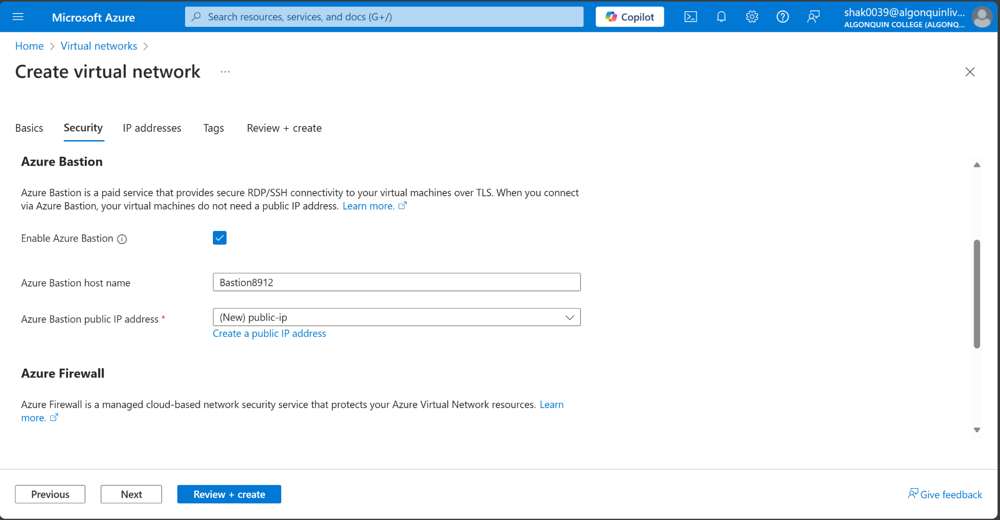 Microsoft Azure
Search resources, services, and docs (G+/)
Copilot
shak0039@algonquinliv...
ALGONQUIN COLLEGE (ALGONQ...
Home > Virtual networks >
Create virtual network ...
Basics Security IP addresses Tags Review + create
Azure Bastion
Azure Bastion is a paid service that provides secure RDP/SSH connectivity to your virtual machines over TLS. When you connect
via Azure Bastion, your virtual machines do not need a public IP address. Learn more.
Enable Azure Bastion
Azure Bastion host name
Bastion8912
Azure Bastion public IP address *
(New) public-ip
Create a public IP address
Azure Firewall
Azure Firewall is a managed cloud-based network security service that protects your Azure Virtual Network resources. Learn
more.
Previous Next Review + create
Give feedback